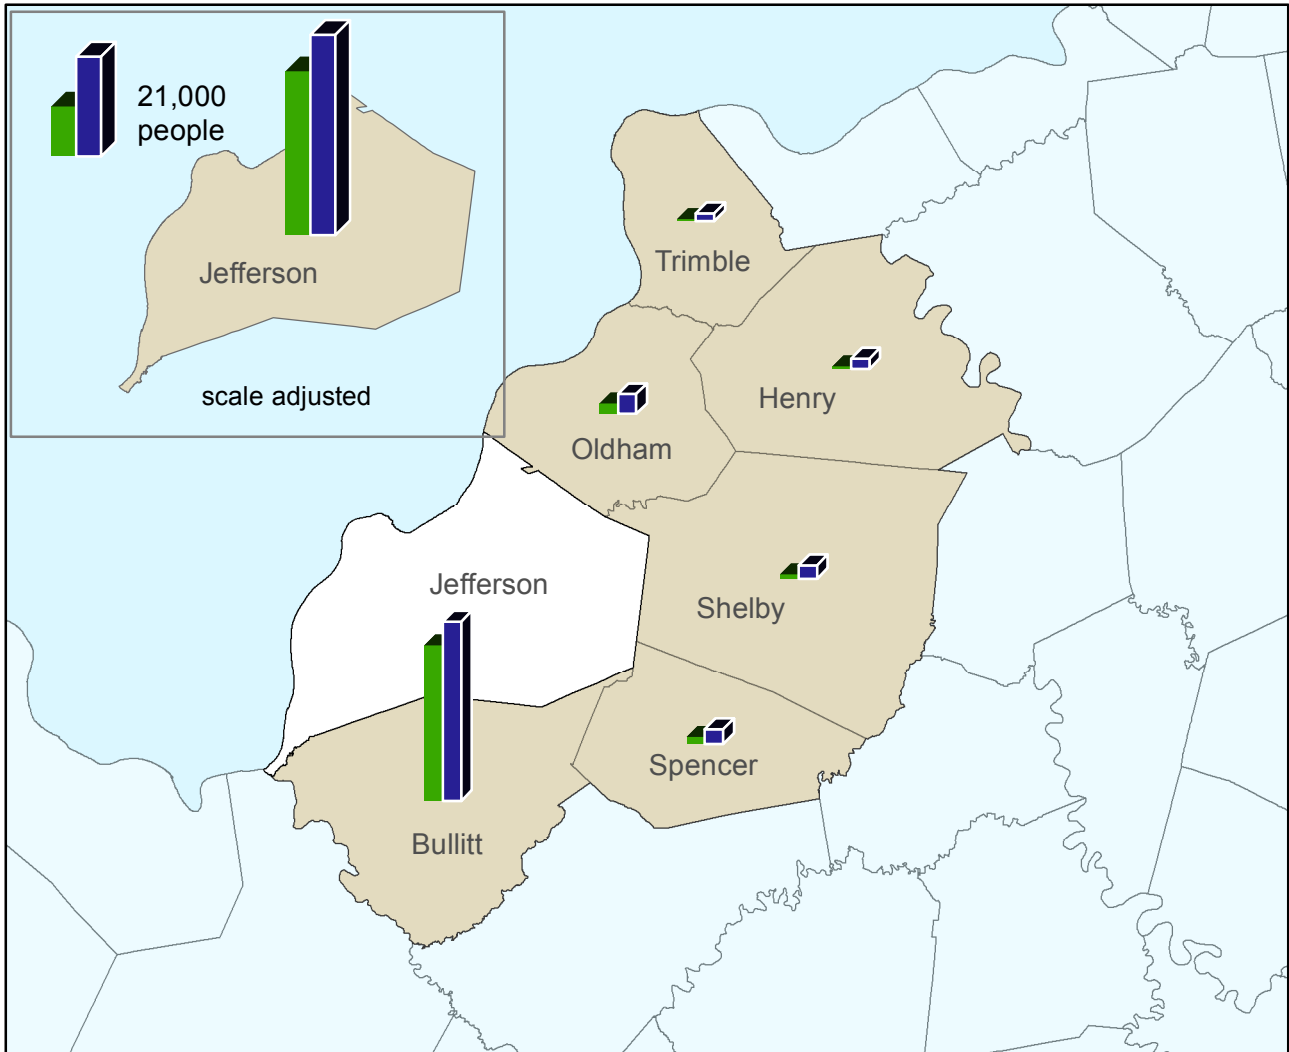 21,000
people
Jefferson
scale adjusted
Trimble
Henry
Oldham
Jefferson
Shelby
Spencer
Bullitt